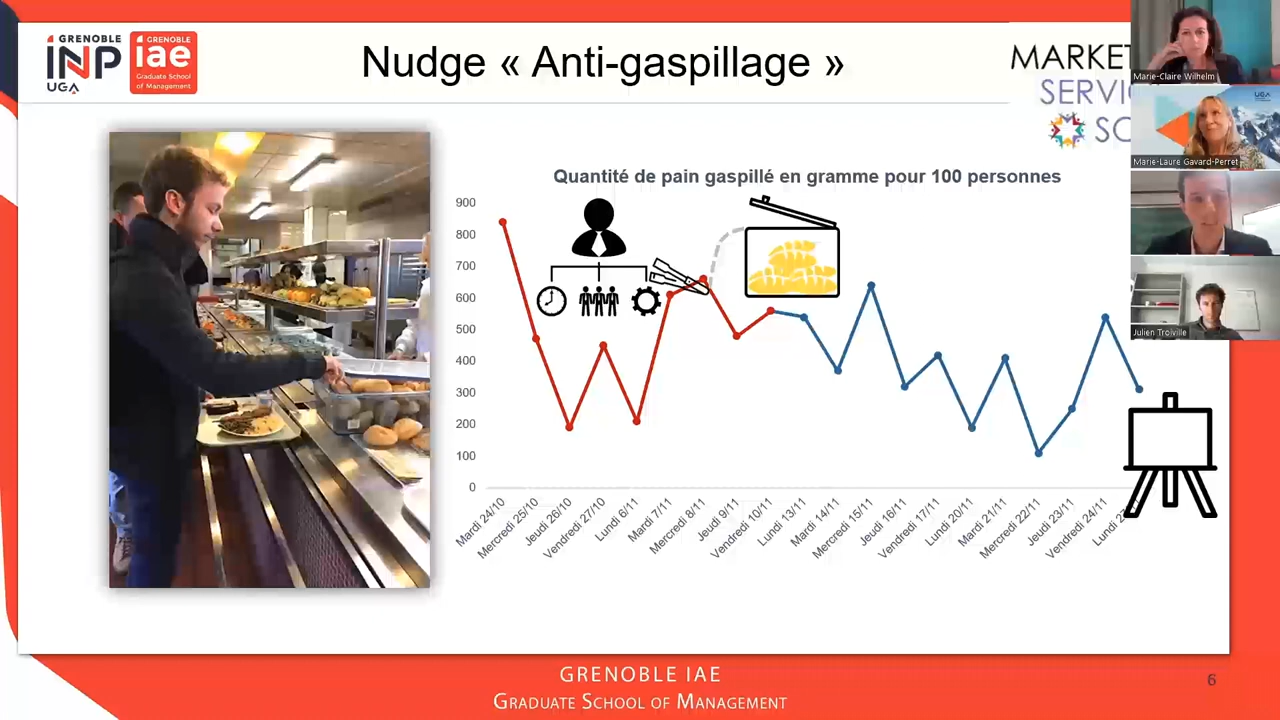 GRENOBLE
INP
UGA
GRENOBLE
iae
Graduate School
of Management
Nudge « Anti-gaspillage »
MARKET
SERVI
SO
Marie-Claire Wilhelm
UGA
Marie-Laure Gavard-Perret
Julien Troiville
Quantité de pain gaspillé en gramme pour 100 personnes
900
800
700
600
500
400
300
200
100
0
Mardi 24/10
Mercredi 25/10
Jeudi 26/10
Vendredi 27/10
Lundi 6/11
Mardi 7/11
Mercredi 8/11
Jeudi 9/11
Vendredi 10/11
Lundi 13/11
Mardi 14/11
Mercredi 15/11
Jeudi 16/11
Vendredi 17/11
Lundi 20/11
Mardi 21/11
Mercredi 22/11
Jeudi 23/11
Vendredi 24/11
Lundi
GRENOBLE IAE
GRADUATE SCHOOL OF MANAGEMENT
6